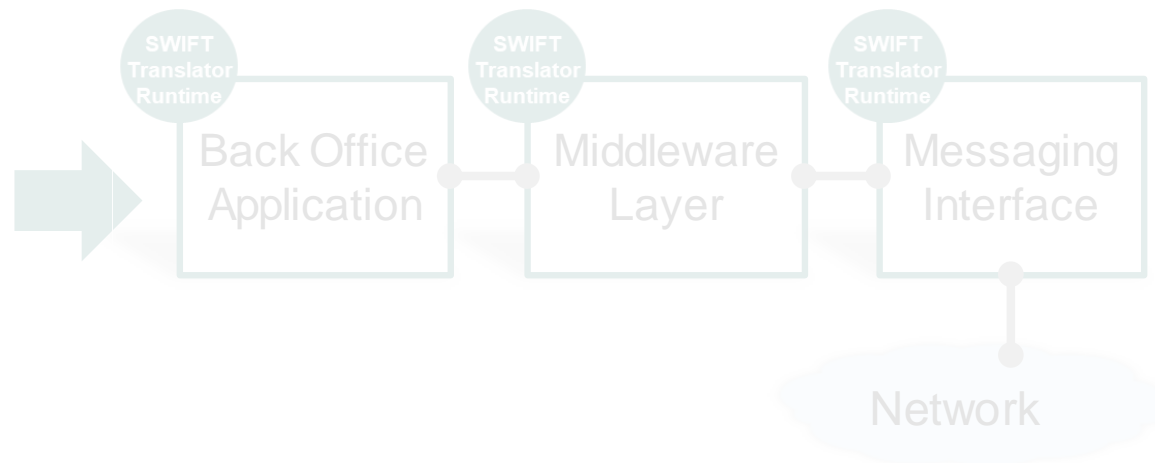 SWIFT
Translator
Runtime
Back Office
Application
SWIFT
Translator
Runtime
Middleware
Layer
SWIFT
Translator
Runtime
Messaging
Interface
Network